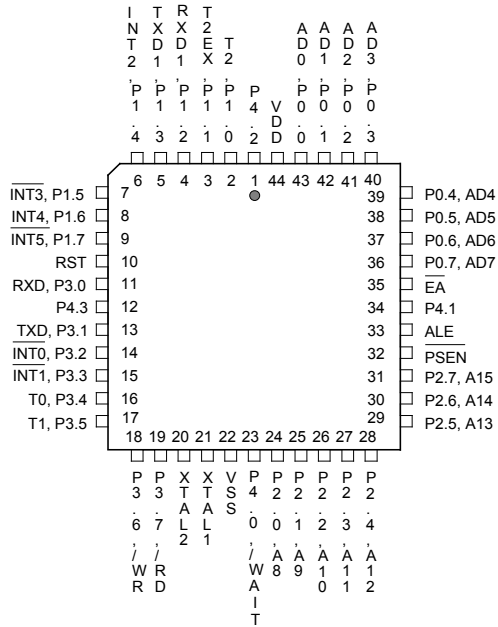 INT2,P1.4
TXD1,P1.3
RXD1,P1.2
T2EX,P1.1
T2,P1.0
P4.2
VDD
AD0,P0.0
AD1,P0.1
AD2,P0.2
AD3,P0.3
6 5 4 3 2 1 44 43 42 41 40
INT3, P1.5 7
INT4, P1.6 8
INT5, P1.7 9
RST 10
RXD, P3.0 11
P4.3 12
TXD, P3.1 13
INT0, P3.2 14
INT1, P3.3 15
T0, P3.4 16
T1, P3.5 17
39 P0.4, AD4
38 P0.5, AD5
37 P0.6, AD6
36 P0.7, AD7
35 EA
34 P4.1
33 ALE
32 PSEN
31 P2.7, A15
30 P2.6, A14
29 P2.5, A13
18 19 20 21 22 23 24 25 26 27 28
P3.6,/WR
P3.7,/RD
XTAL2
XTAL1
VSS
P4.0,/WAIT
P2.0,A8
P2.1,A9
P2.2,A10
P2.3,A11
P2.4,A12